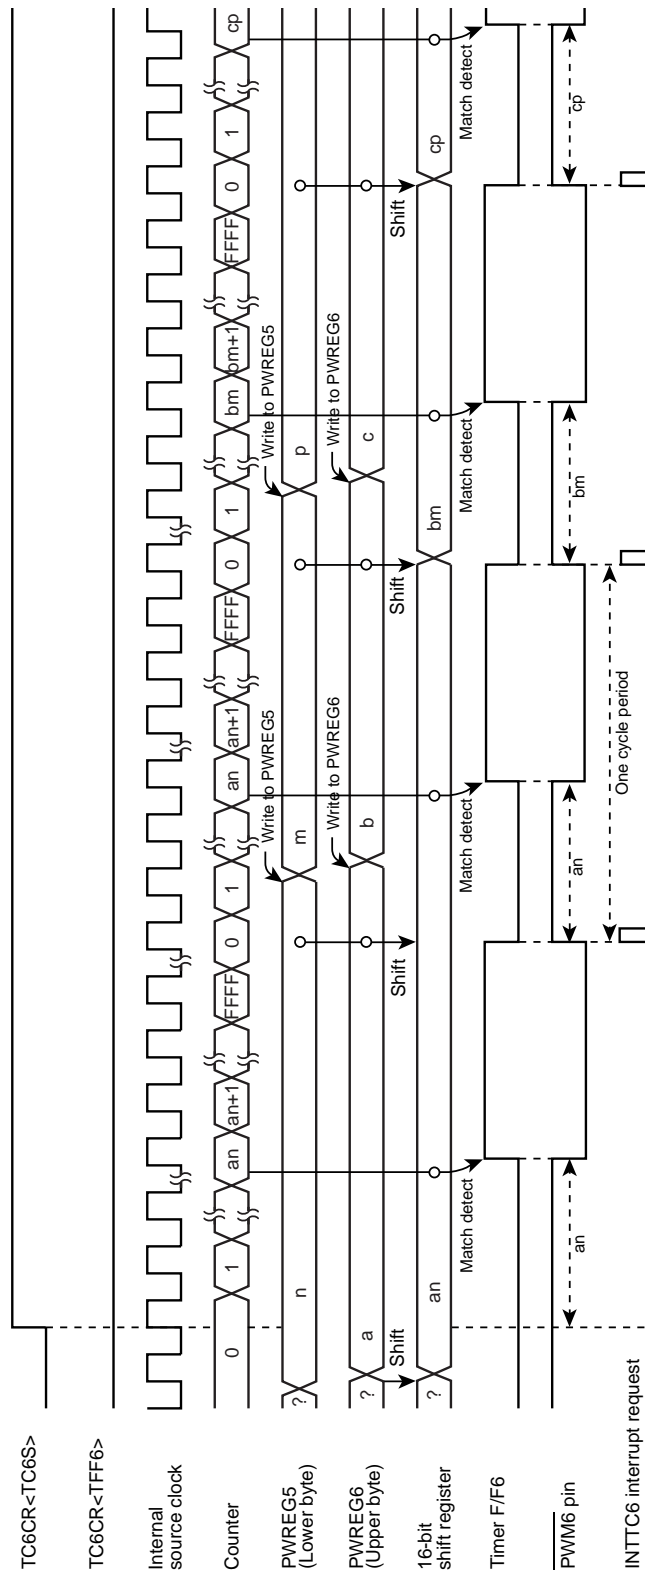 TC6CR<TC6S>
TC6CR<TFF6>
Internal
source clock
Counter
0
1
an
an+1
FFFF
0
1
an
an+1
FFFF
0
1
bm
bm+1
FFFF
0
1
cp
PWREG5
(Lower byte)
?
n
Write to PWREG5
m
Write to PWREG5
p
PWREG6
(Upper byte)
?
a
Write to PWREG6
b
Write to PWREG6
c
Shift
Shift
Shift
Shift
16-bit
shift register
?
an
bm
cp
Match detect
Match detect
Match detect
Match detect
Timer F/F6
PWM6 pin
an
an
bm
cp
One cycle period
INTTC6 interrupt request